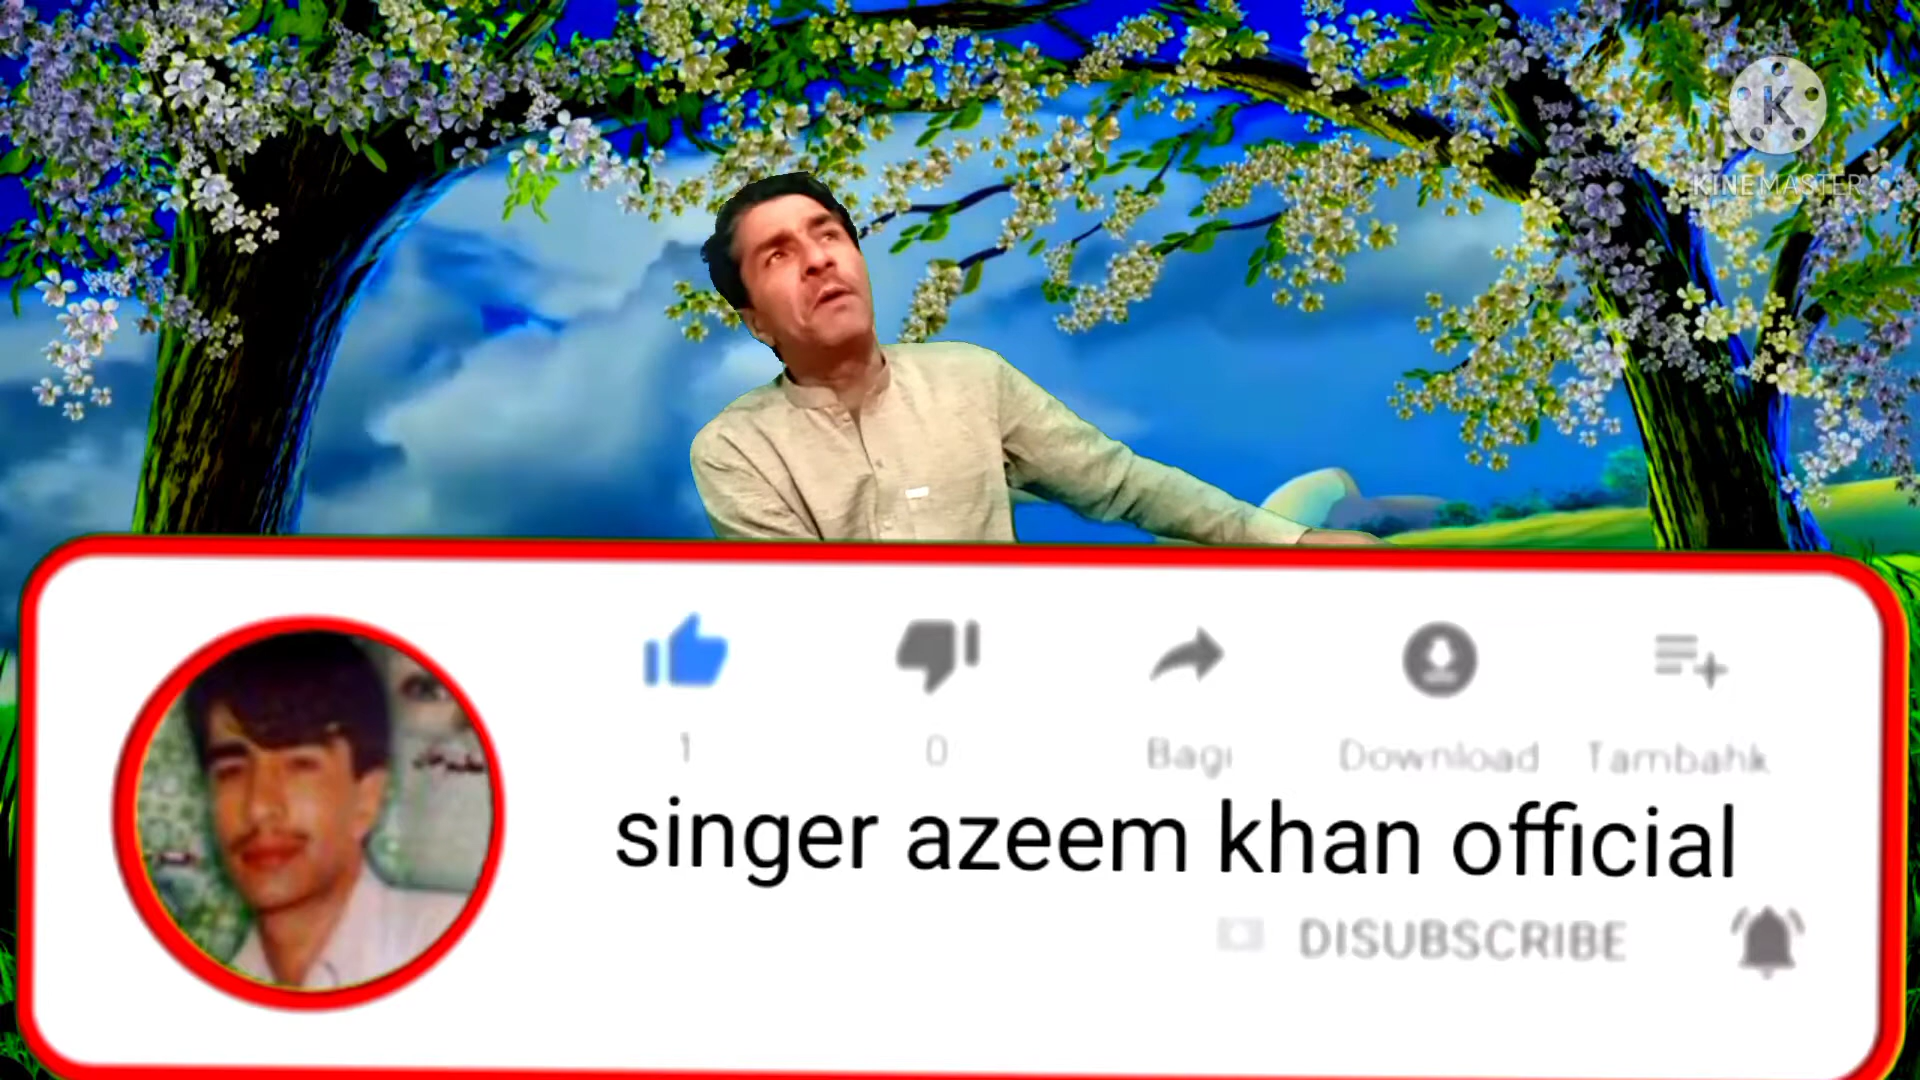 K
KINEMASTER
1 0 Bagi Download Tambahk
singer azeem khan official
DISUBSCRIBE